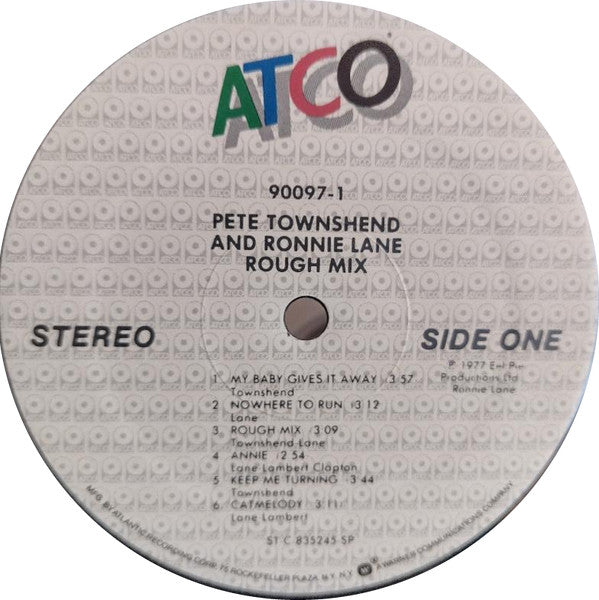 ATCO
90097-1
PETE TOWNSHEND
AND RONNIE LANE
ROUGH MIX
STEREO
SIDE ONE
℗ 1977 Eel Pie
Productions Ltd
Ronnie Lane
1 MY BABY GIVES IT AWAY 3:57
Townshend
2 NOWHERE TO RUN 3:12
Lane
3 ROUGH MIX 3:09
Townshend Lane
4 ANNIE 2:54
Lane Lambert Clapton
5 KEEP ME TURNING 3:44
Townshend
6 CATMELODY 3:11
Lane Lambert
ST C 835245 SP
MFG. BY ATLANTIC RECORDING CORP. 75 ROCKEFELLER PLAZA N.Y. N.Y. W ® A WARNER COMMUNICATIONS COMPANY